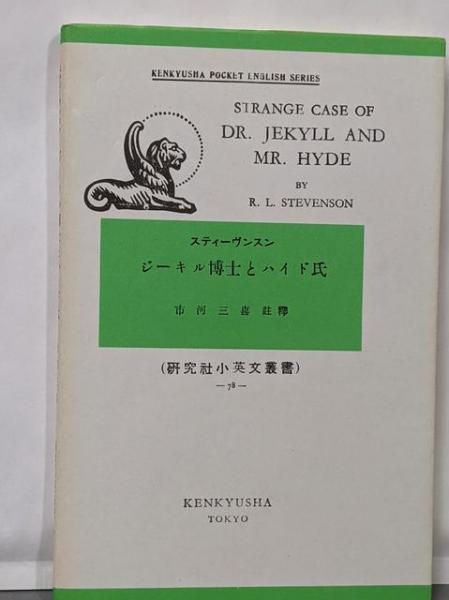 KENKYUSHA POCKET ENGLISH SERIES
STRANGE CASE OF
DR. JEKYLL AND
MR. HYDE
BY
R. L. STEVENSON
スティーヴンスン
ジーキル博士とハイド氏
市河三喜註釋
(研究社小英文叢書)
— 78 —
KENKYUSHA
TOKYO